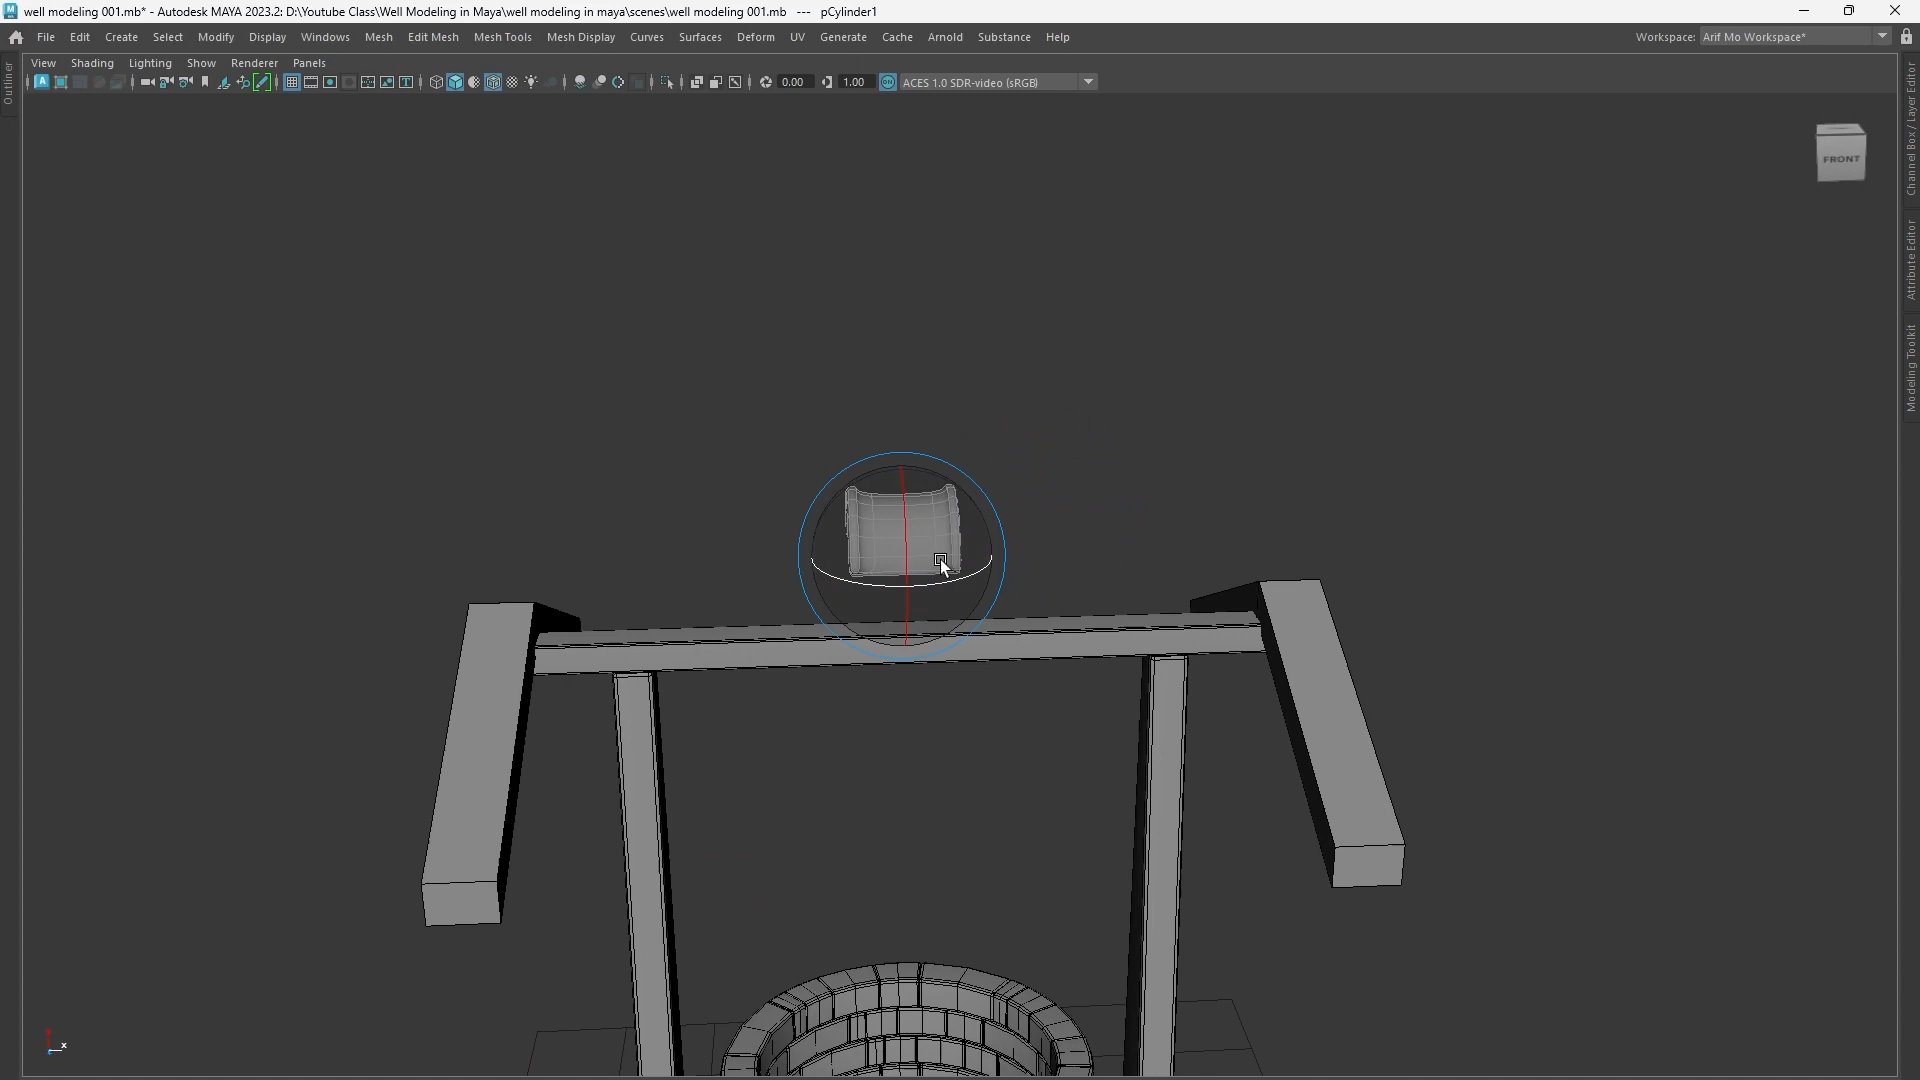 well modeling 001.mb* - Autodesk MAYA 2023.2: D:\Youtube Class\Well Modeling in Maya\well modeling in maya\scenes\well modeling 001.mb --- pCylinder1
File Edit Create Select Modify Display Windows Mesh Edit Mesh Mesh Tools Mesh Display Curves Surfaces Deform UV Generate Cache Arnold Substance Help
Workspace: Arif Mo Workspace*
View Shading Lighting Show Renderer Panels
0.00 1.00 ON ACES 1.0 SDR-video (sRGB)
Outliner
Channel Box / Layer Editor
Attribute Editor
Modeling Toolkit
FRONT
x